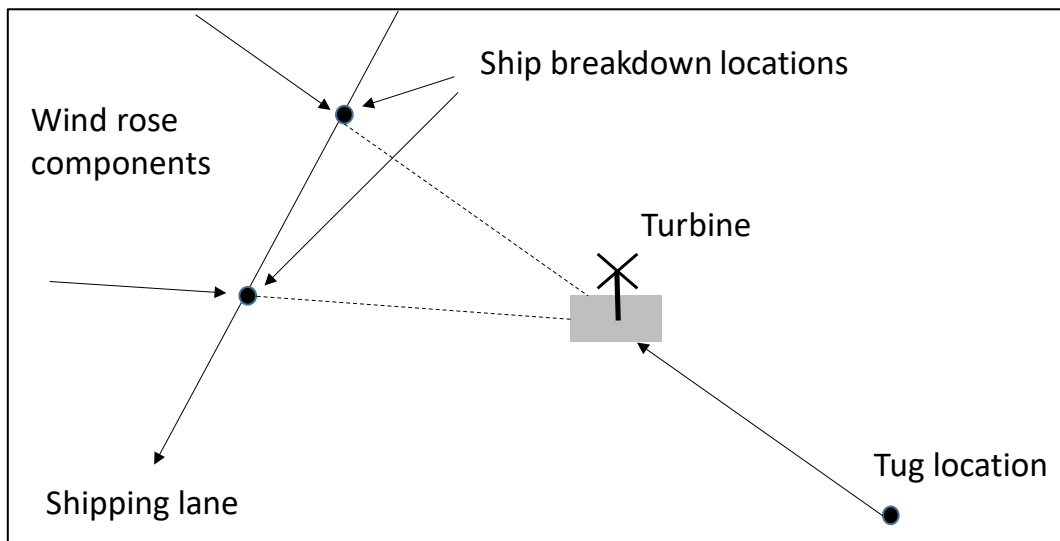 Ship breakdown locations
Wind rose
components
Turbine
Tug location
Shipping lane